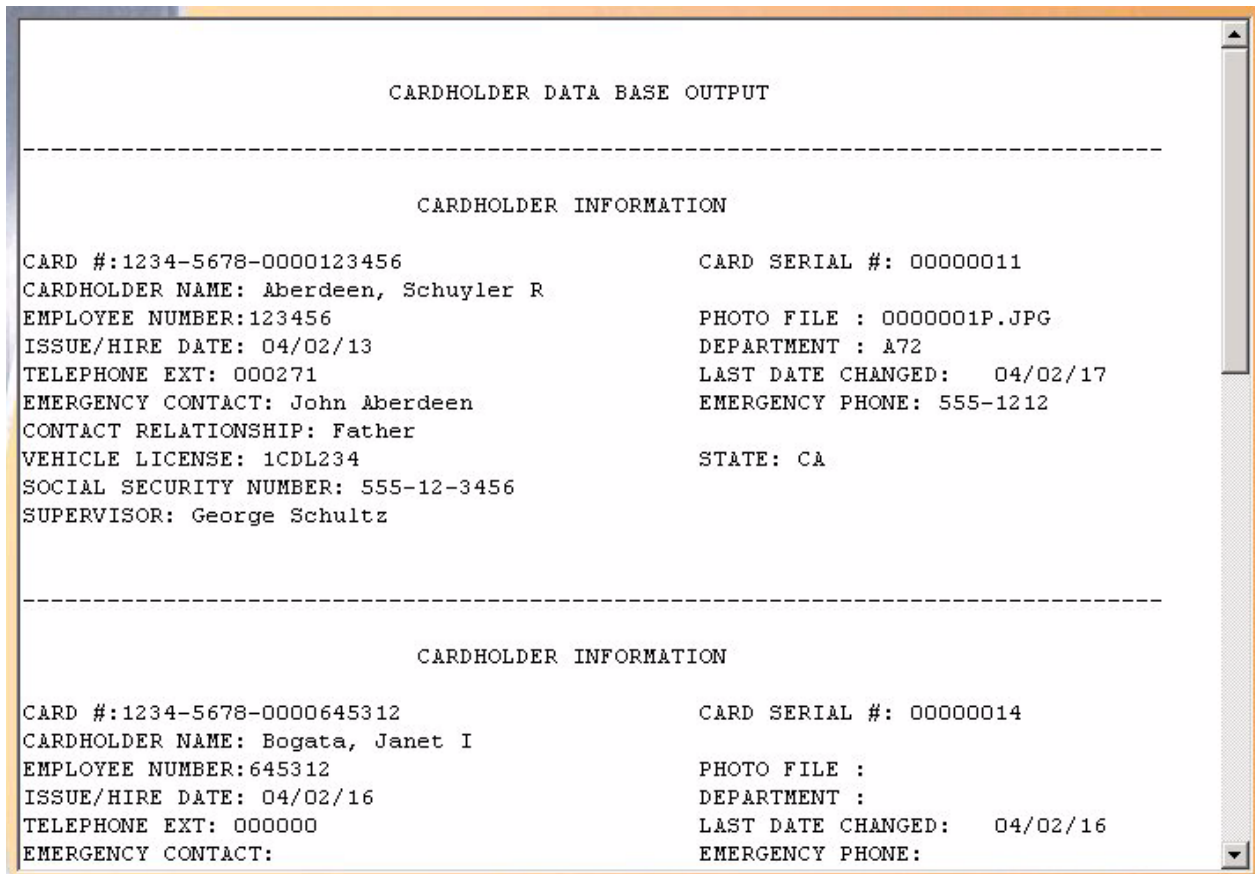 CARDHOLDER DATA BASE OUTPUT
--------------------------------------------------------------------------------
CARDHOLDER INFORMATION
CARD #:1234-5678-0000123456 CARD SERIAL #: 00000011
CARDHOLDER NAME: Aberdeen, Schuyler R
EMPLOYEE NUMBER:123456 PHOTO FILE : 0000001P.JPG
ISSUE/HIRE DATE: 04/02/13 DEPARTMENT : A72
TELEPHONE EXT: 000271 LAST DATE CHANGED: 04/02/17
EMERGENCY CONTACT: John Aberdeen EMERGENCY PHONE: 555-1212
CONTACT RELATIONSHIP: Father
VEHICLE LICENSE: 1CDL234 STATE: CA
SOCIAL SECURITY NUMBER: 555-12-3456
SUPERVISOR: George Schultz
--------------------------------------------------------------------------------
CARDHOLDER INFORMATION
CARD #:1234-5678-0000645312 CARD SERIAL #: 00000014
CARDHOLDER NAME: Bogata, Janet I
EMPLOYEE NUMBER:645312 PHOTO FILE :
ISSUE/HIRE DATE: 04/02/16 DEPARTMENT :
TELEPHONE EXT: 000000 LAST DATE CHANGED: 04/02/16
EMERGENCY CONTACT: EMERGENCY PHONE: